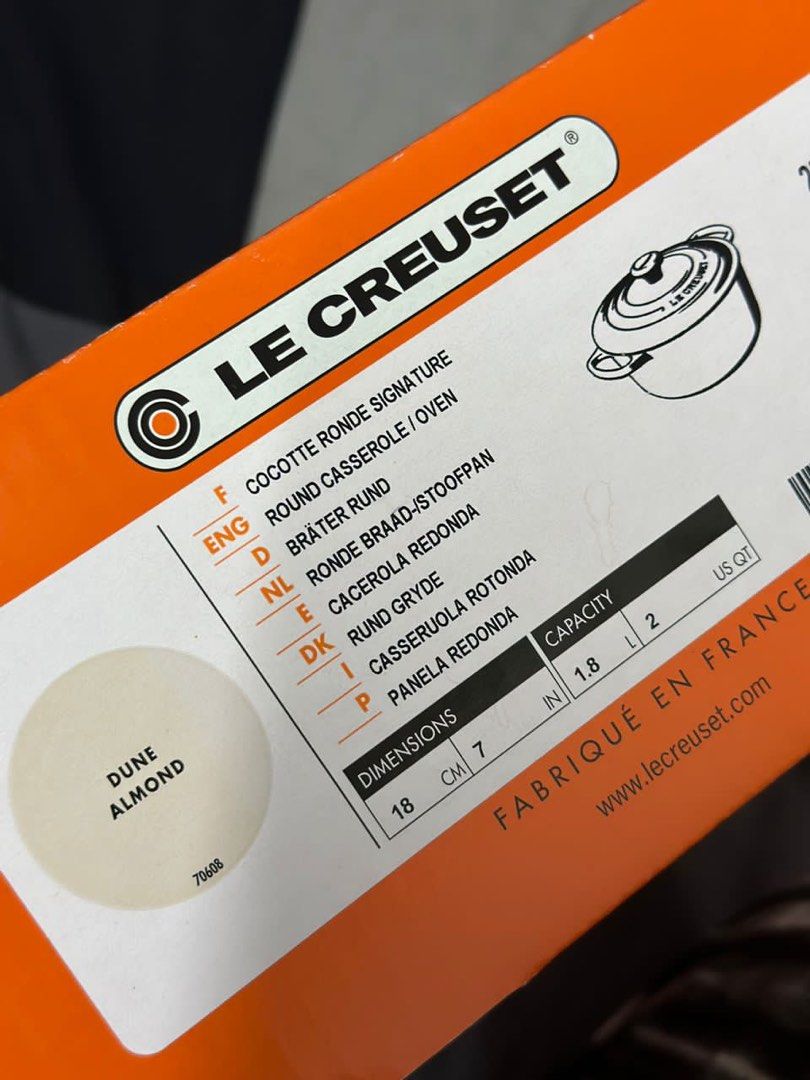 LE CREUSET®
F COCOTTE RONDE SIGNATURE
ENG ROUND CASSEROLE / OVEN
D BRÄTER RUND
NL RONDE BRAAD-/STOOFPAN
E CACEROLA REDONDA
DK RUND GRYDE
I CASSERUOLA ROTONDA
P PANELA REDONDA
DIMENSIONS
18 CM 7 IN
CAPACITY
1.8 L 2 US QT
DUNE
ALMOND
70608
FABRIQUÉ EN FRANCE
www.lecreuset.com
LE CREUSET